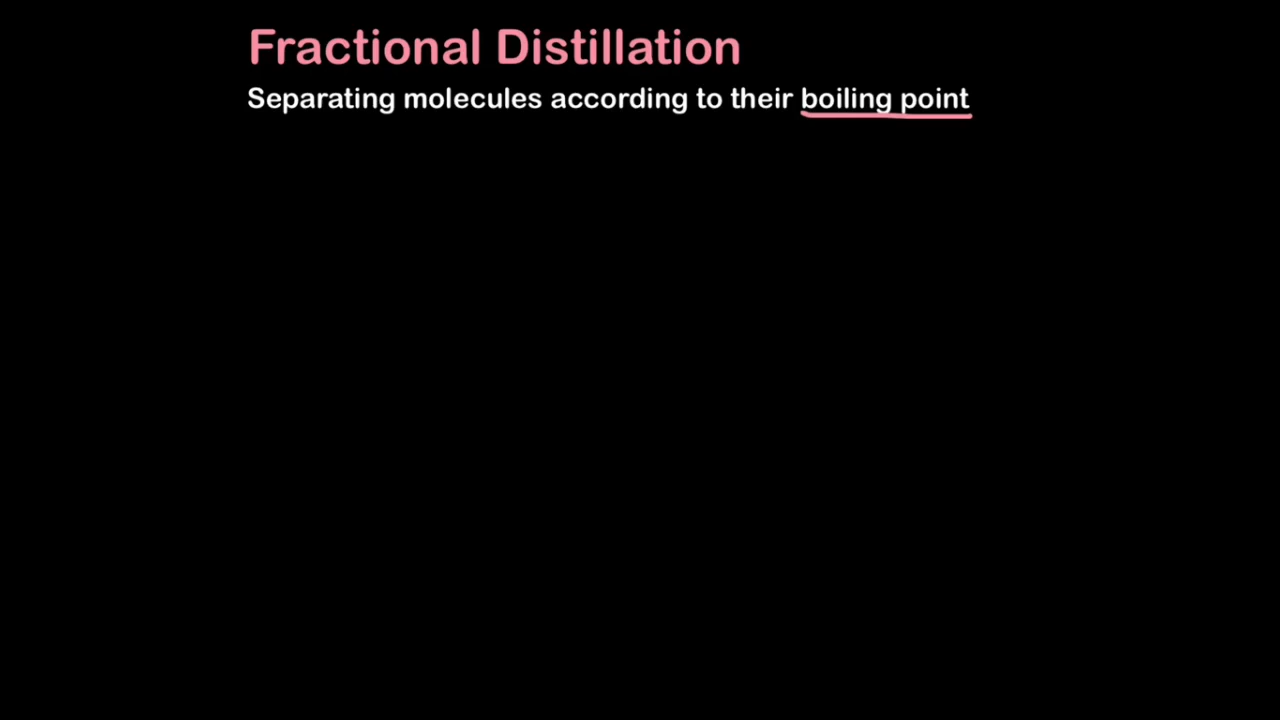 Fractional Distillation
Separating molecules according to their boiling point